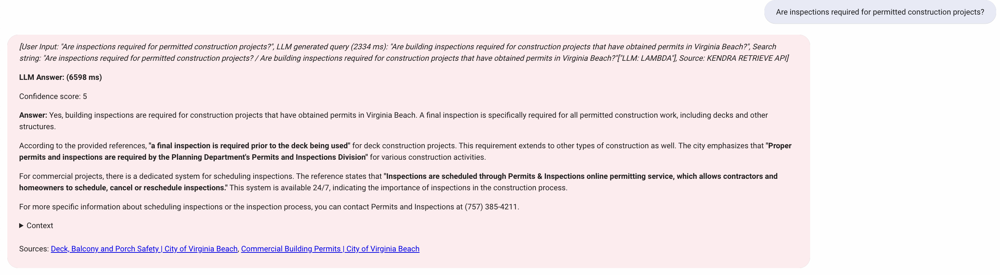 Are inspections required for permitted construction projects?
[User Input: "Are inspections required for permitted construction projects?", LLM generated query (2334 ms): "Are building inspections required for construction projects that have obtained permits in Virginia Beach?", Search
string: "Are inspections required for permitted construction projects? / Are building inspections required for construction projects that have obtained permits in Virginia Beach?"["LLM: LAMBDA"], Source: KENDRA RETRIEVE API]
LLM Answer: (6598 ms)
Confidence score: 5
Answer: Yes, building inspections are required for construction projects that have obtained permits in Virginia Beach. A final inspection is specifically required for all permitted construction work, including decks and other
structures.
According to the provided references, "a final inspection is required prior to the deck being used" for deck construction projects. This requirement extends to other types of construction as well. The city emphasizes that "Proper
permits and inspections are required by the Planning Department's Permits and Inspections Division" for various construction activities.
For commercial projects, there is a dedicated system for scheduling inspections. The reference states that "Inspections are scheduled through Permits & Inspections online permitting service, which allows contractors and
homeowners to schedule, cancel or reschedule inspections." This system is available 24/7, indicating the importance of inspections in the construction process.
For more specific information about scheduling inspections or the inspection process, you can contact Permits and Inspections at (757) 385-4211.
▶ Context
Sources: Deck, Balcony and Porch Safety | City of Virginia Beach, Commercial Building Permits | City of Virginia Beach